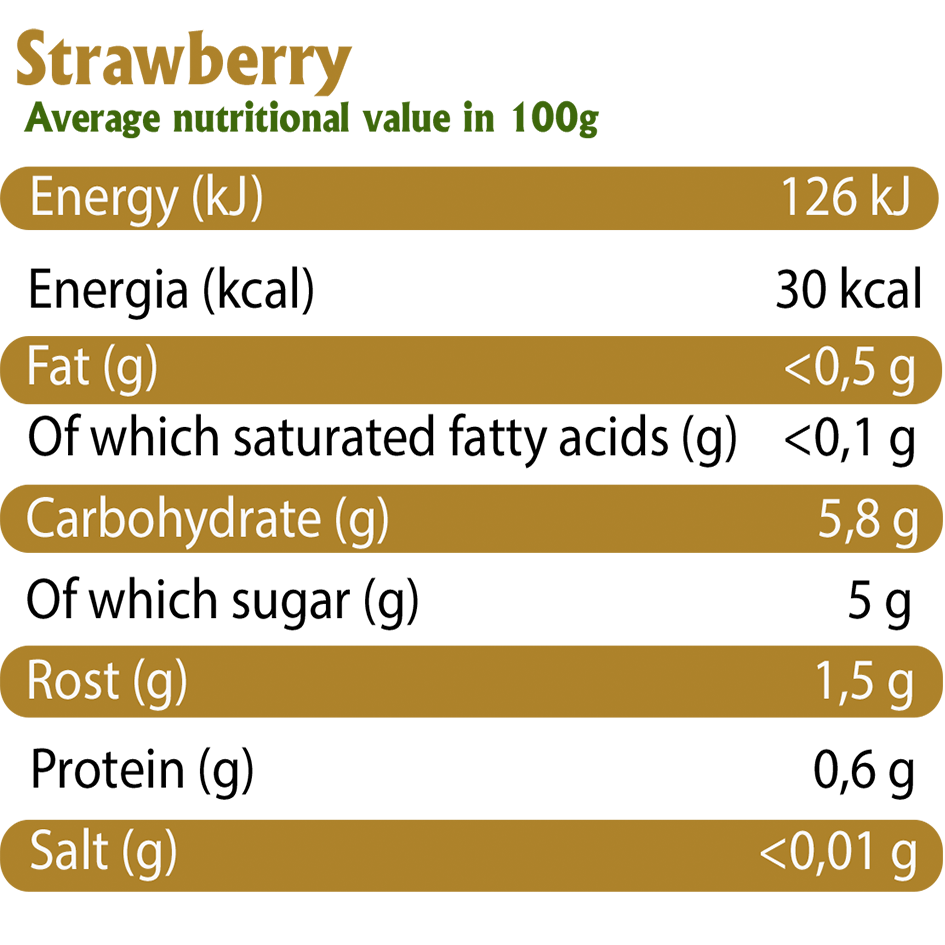 Strawberry
Average nutritional value in 100g
Energy (kJ) 126 kJ
Energia (kcal) 30 kcal
Fat (g) <0,5 g
Of which saturated fatty acids (g) <0,1 g
Carbohydrate (g) 5,8 g
Of which sugar (g) 5 g
Rost (g) 1,5 g
Protein (g) 0,6 g
Salt (g) <0,01 g